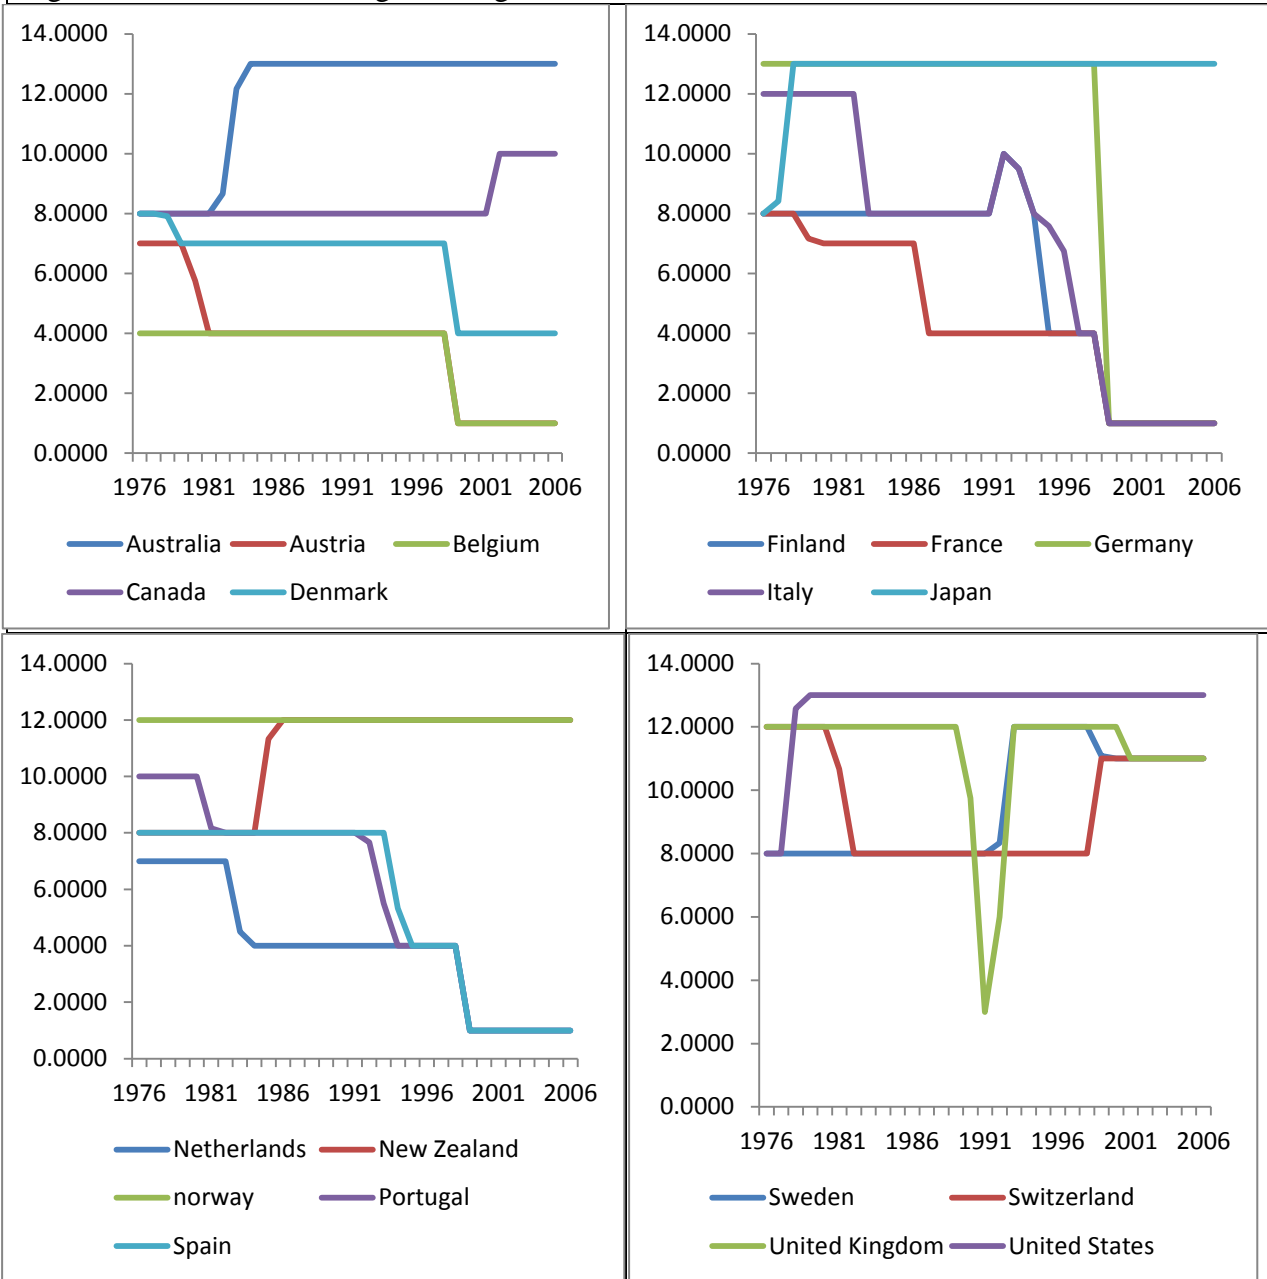 14.0000
12.0000
10.0000
8.0000
6.0000
4.0000
2.0000
0.0000
1976 1981 1986 1991 1996 2001 2006
Australia Austria Belgium
Canada Denmark
14.0000
12.0000
10.0000
8.0000
6.0000
4.0000
2.0000
0.0000
1976 1981 1986 1991 1996 2001 2006
Finland France Germany
Italy Japan
14.0000
12.0000
10.0000
8.0000
6.0000
4.0000
2.0000
0.0000
1976 1981 1986 1991 1996 2001 2006
Netherlands New Zealand
norway Portugal
Spain
14.0000
12.0000
10.0000
8.0000
6.0000
4.0000
2.0000
0.0000
1976 1981 1986 1991 1996 2001 2006
Sweden Switzerland
United Kingdom United States